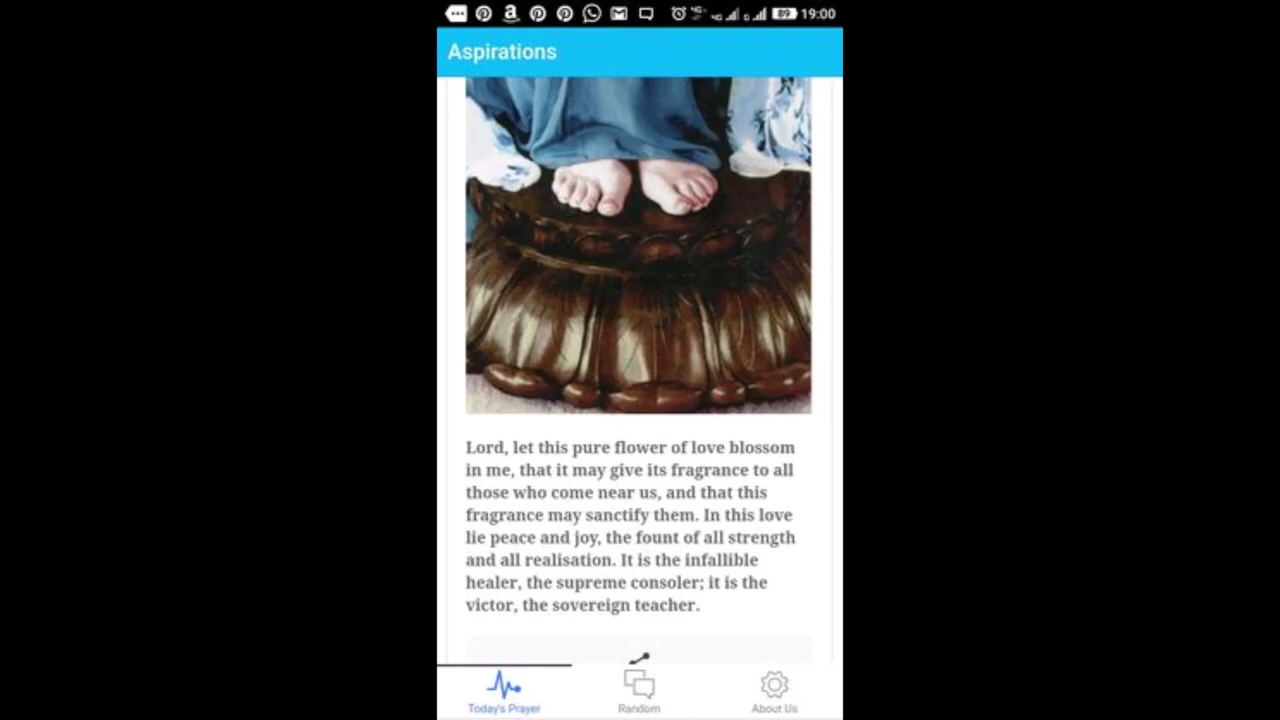 89 19:00
Aspirations
Lord, let this pure flower of love blossom
in me, that it may give its fragrance to all
those who come near us, and that this
fragrance may sanctify them. In this love
lie peace and joy, the fount of all strength
and all realisation. It is the infallible
healer, the supreme consoler; it is the
victor, the sovereign teacher.
Today's Prayer
Random
About Us